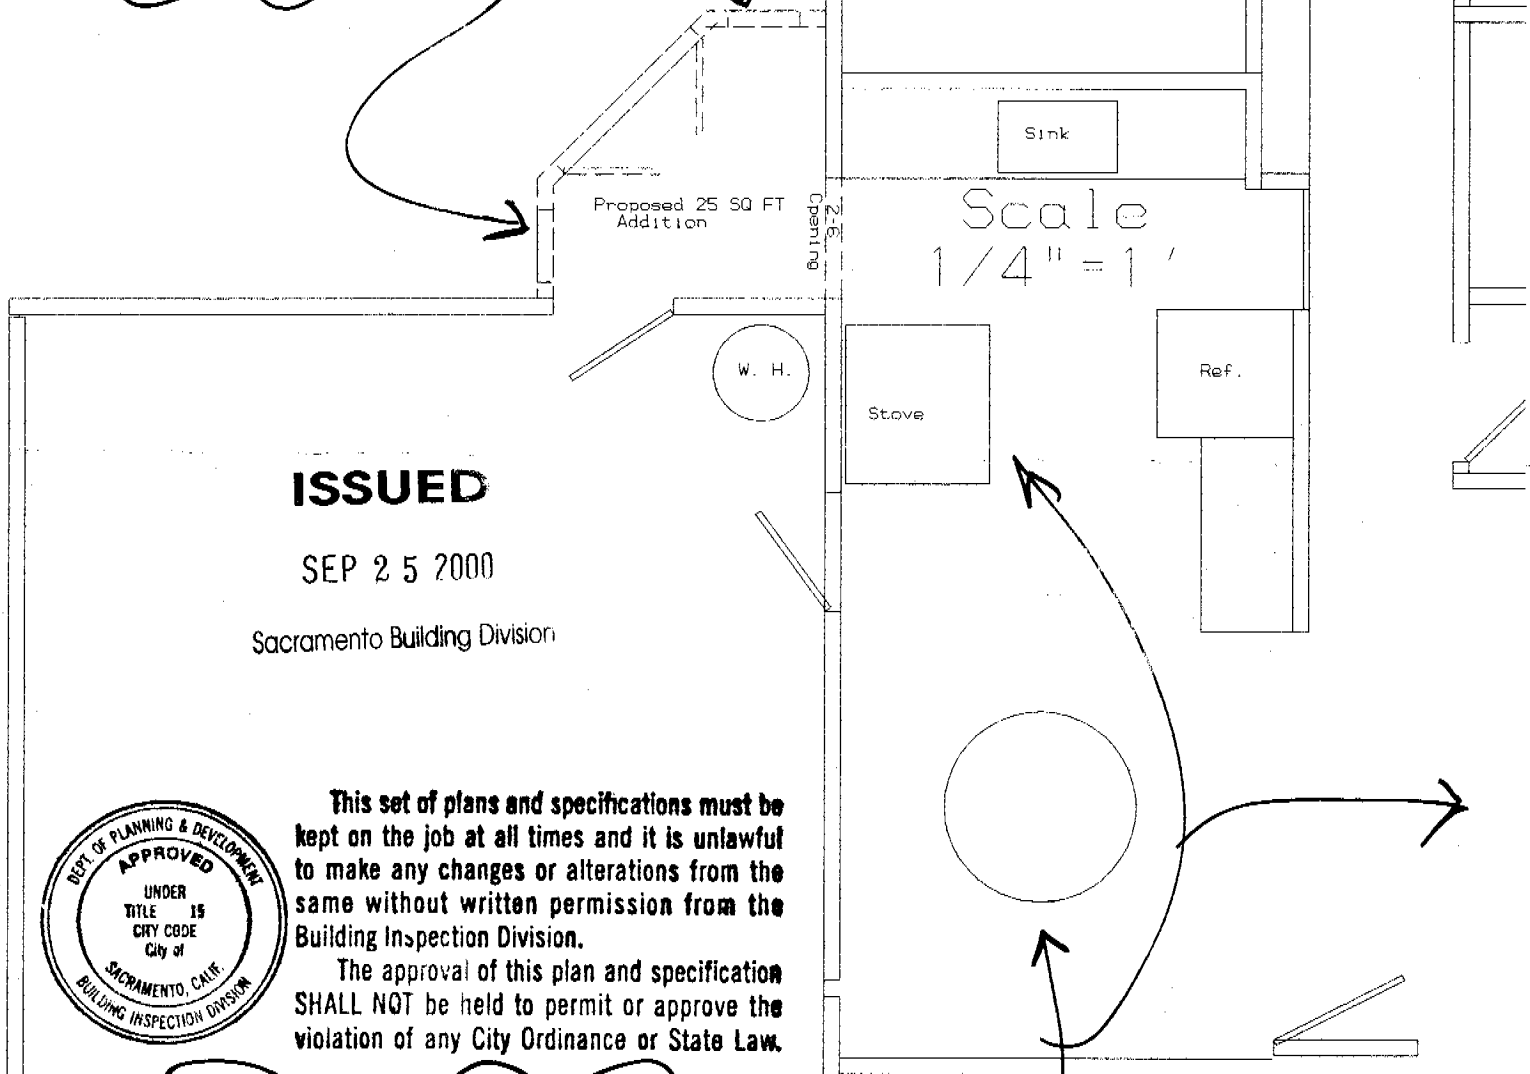 Sink
Proposed 25 SQ FT
Addition
2-6
Opening
Scale
1/4"=1'
W. H.
Stove
Ref.
ISSUED
SEP 25 2000
Sacramento Building Division
DEPT. OF PLANNING & DEVELOPMENT
APPROVED
UNDER
TITLE 15
CITY CODE
City of
SACRAMENTO, CALIF.
BUILDING INSPECTION DIVISION
This set of plans and specifications must be
kept on the job at all times and it is unlawful
to make any changes or alterations from the
same without written permission from the
Building Inspection Division.
The approval of this plan and specification
SHALL NOT be held to permit or approve the
violation of any City Ordinance or State Law.